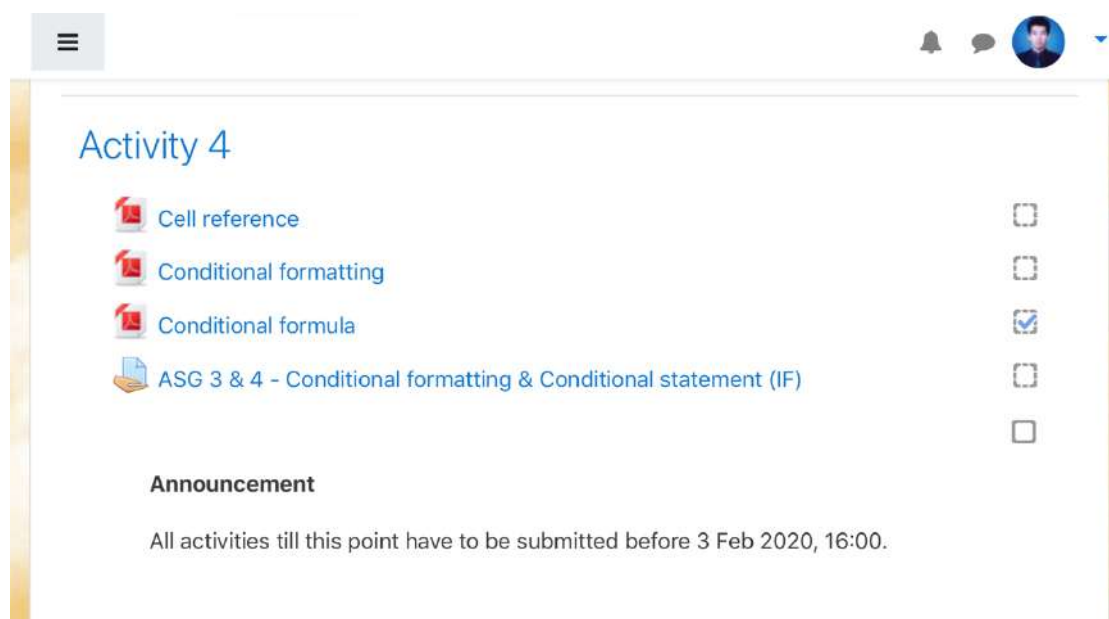 Activity 4
Cell reference
Conditional formatting
Conditional formula
ASG 3 & 4 - Conditional formatting & Conditional statement (IF)
Announcement
All activities till this point have to be submitted before 3 Feb 2020, 16:00.